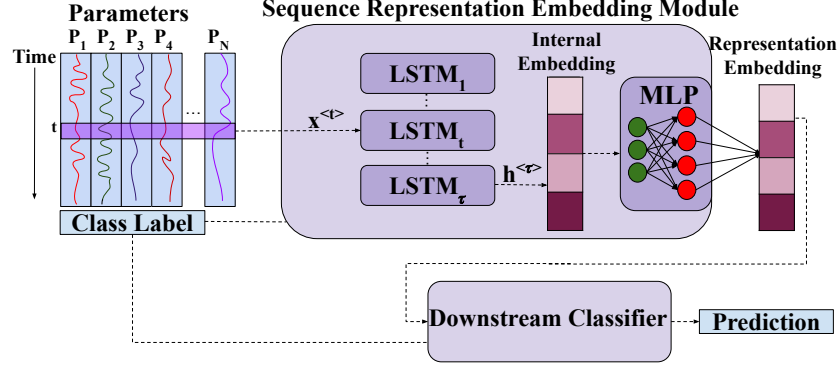 Parameters
Sequence Representation Embedding Module
P1 P2 P3 P4 PN
Time
...
t
Class Label
x<t>
LSTM1
LSTMt
LSTMτ
h<τ>
Internal
Embedding
MLP
Representation
Embedding
Downstream Classifier
Prediction